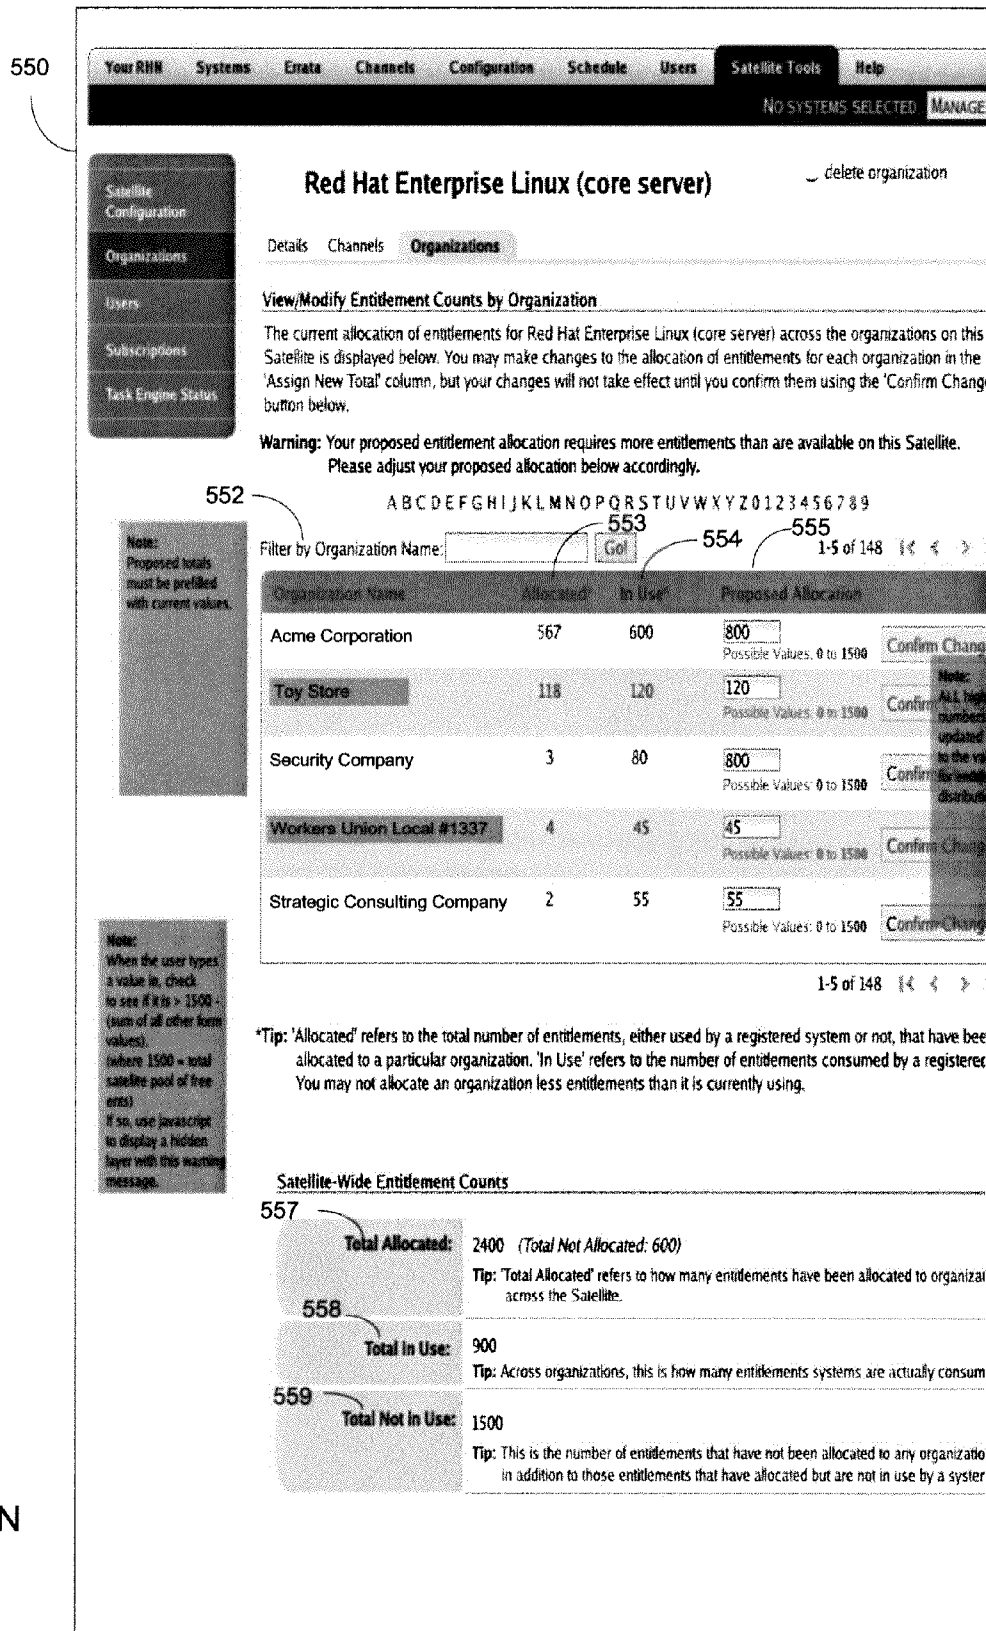 550
Your RHN Systems Errata Channels Configuration Schedule Users Satellite Tools Help
NO SYSTEMS SELECTED MANAGE
Satellite
Configuration
Organizations
Users
Subscriptions
Task Engine Status
Red Hat Enterprise Linux (core server)
delete organization
Details Channels Organizations
View/Modify Entitlement Counts by Organization
The current allocation of entitlements for Red Hat Enterprise Linux (core server) across the organizations on this
Satellite is displayed below. You may make changes to the allocation of entitlements for each organization in the
'Assign New Total' column, but your changes will not take effect until you confirm them using the 'Confirm Chang
button below.
Warning: Your proposed entitlement allocation requires more entitlements than are available on this Satellite.
Please adjust your proposed allocation below accordingly.
552
A B C D E F G H I J K L M N O P Q R S T U V W X Y Z 0 1 2 3 4 5 6 7 8 9
553
554
555
Note:
Proposed totals
must be prefilled
with current values.
Filter by Organization Name: Go! 1-5 of 148
Organization Name Allocated* In Use* Proposed Allocation
Acme Corporation 567 600 800
Possible Values: 0 to 1500 Confirm Chang
Toy Store 118 120 120
Possible Values: 0 to 1500 Confirm
Security Company 3 80 800
Possible Values: 0 to 1500 Confirm
Workers Union Local #1337 4 45 45
Possible Values: 0 to 1500 Confirm Chang
Strategic Consulting Company 2 55 55
Possible Values: 0 to 1500 Confirm Chang
Note:
ALL
numbers
updated
to the
1-5 of 148
Note:
When the user types
a value in, check
to see if it is > 1500 -
(sum of all other form
values).
(where 1500 = total
satellite pool of free
ents)
If so, use javascript
to display a hidden
layer with this warning
message.
*Tip: 'Allocated' refers to the total number of entitlements, either used by a registered system or not, that have bee
allocated to a particular organization. 'In Use' refers to the number of entitlements consumed by a registered
You may not allocate an organization less entitlements than it is currently using.
Satellite-Wide Entitlement Counts
557
Total Allocated: 2400 (Total Not Allocated: 600)
Tip: 'Total Allocated' refers to how many entitlements have been allocated to organizat
across the Satellite.
558
Total In Use: 900
Tip: Across organizations, this is how many entitlements systems are actually consum
559
Total Not in Use: 1500
Tip: This is the number of entitlements that have not been allocated to any organizatio
in addition to those entitlements that have allocated but are not in use by a syster
N